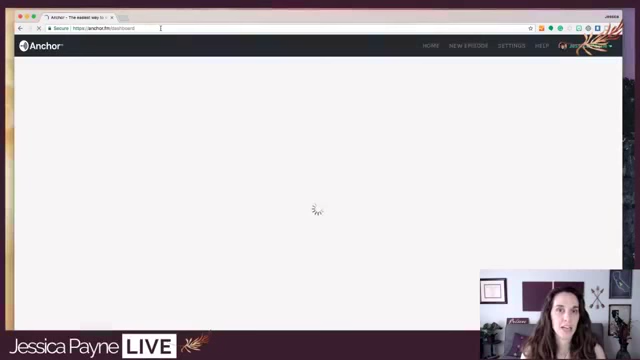 JESSICA
Anchor - The easiest way to
Secure
https://anchor.fm/dashboard
Anchor
HOME
NEW EPISODE
SETTINGS
HELP
Jessica Payne LIVE